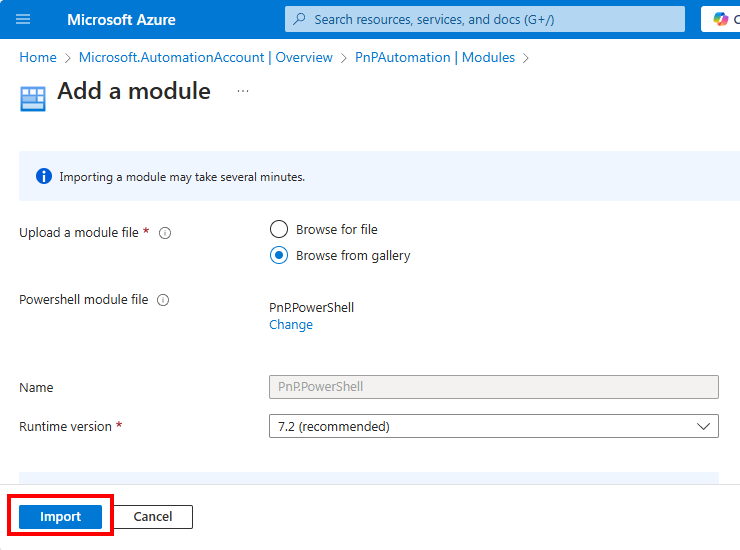 Microsoft Azure
Search resources, services, and docs (G+/)
Home > Microsoft.AutomationAccount | Overview > PnPAutomation | Modules >
Add a module ...
Importing a module may take several minutes.
Upload a module file *
Browse for file
Browse from gallery
Powershell module file
PnP.PowerShell
Change
Name
PnP.PowerShell
Runtime version *
7.2 (recommended)
Import
Cancel